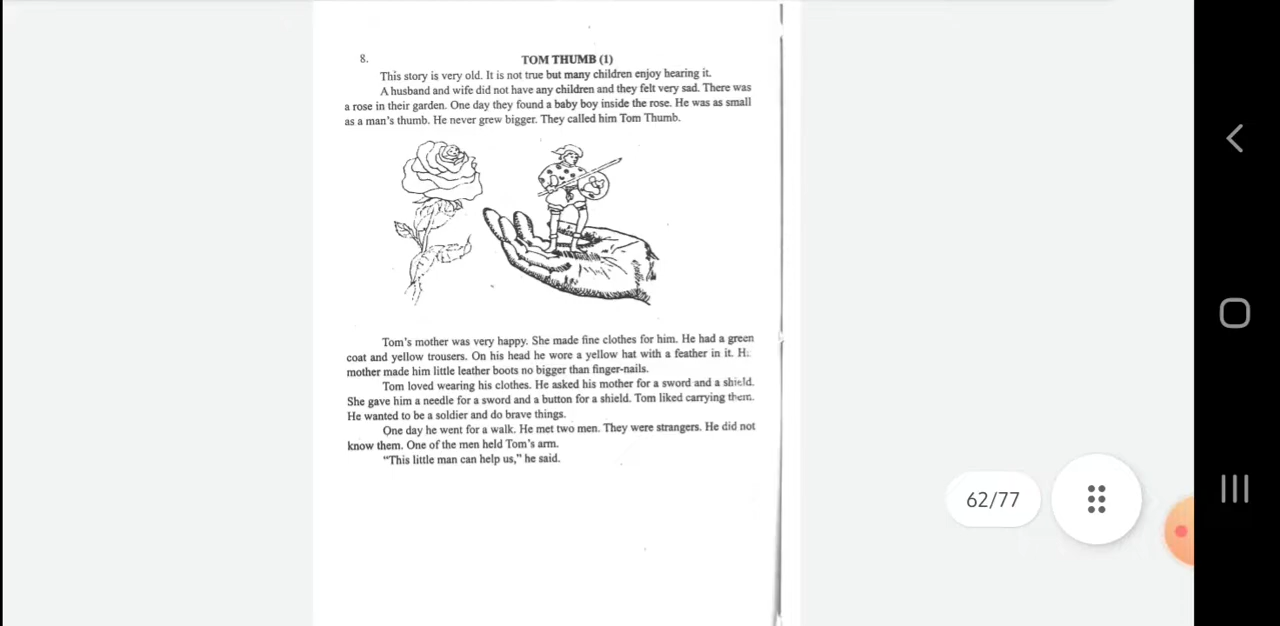 8.
TOM THUMB (1)
This story is very old. It is not true but many children enjoy hearing it.
A husband and wife did not have any children and they felt very sad. There was
a rose in their garden. One day they found a baby boy inside the rose. He was as small
as a man's thumb. He never grew bigger. They called him Tom Thumb.
Tom's mother was very happy. She made fine clothes for him. He had a green
coat and yellow trousers. On his head he wore a yellow hat with a feather in it.
mother made him little leather boots no bigger than finger-nails.
Tom loved wearing his clothes. He asked his mother for a sword and a shield.
She gave him a needle for a sword and a button for a shield. Tom liked carrying them.
He wanted to be a soldier and do brave things.
One day he went for a walk. He met two men. They were strangers. He did not
know them. One of the men held Tom's arm.
"This little man can help us," he said.
62/77